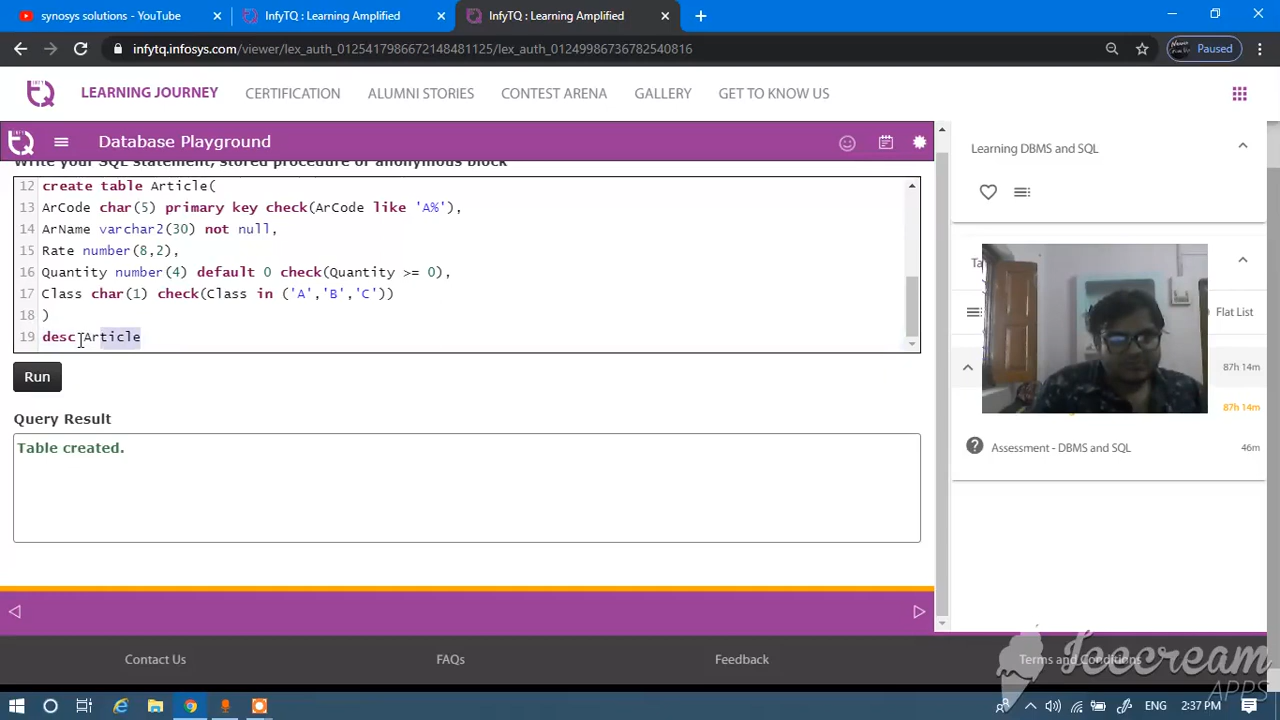 synosys solutions - YouTube
InfyTQ : Learning Amplified
InfyTQ : Learning Amplified
infytq.infosys.com/viewer/lex_auth_012541798667214848​1125/lex_auth_01249986736782540816
Paused
LEARNING JOURNEY
CERTIFICATION
ALUMNI STORIES
CONTEST ARENA
GALLERY
GET TO KNOW US
Database Playground
Write your SQL statement, stored procedure or anonymous block
12 create table Article(
13 ArCode char(5) primary key check(ArCode like 'A%'),
14 ArName varchar2(30) not null,
15 Rate number(8,2),
16 Quantity number(4) default 0 check(Quantity >= 0),
17 Class char(1) check(Class in ('A','B','C'))
18 )
19 desc Article
Run
Query Result
Table created.
Learning DBMS and SQL
Ta
Flat List
87h 14m
87h 14m
Assessment - DBMS and SQL
46m
Contact Us
FAQs
Feedback
Terms and Conditions
Icecream
APPS
ENG
2:37 PM